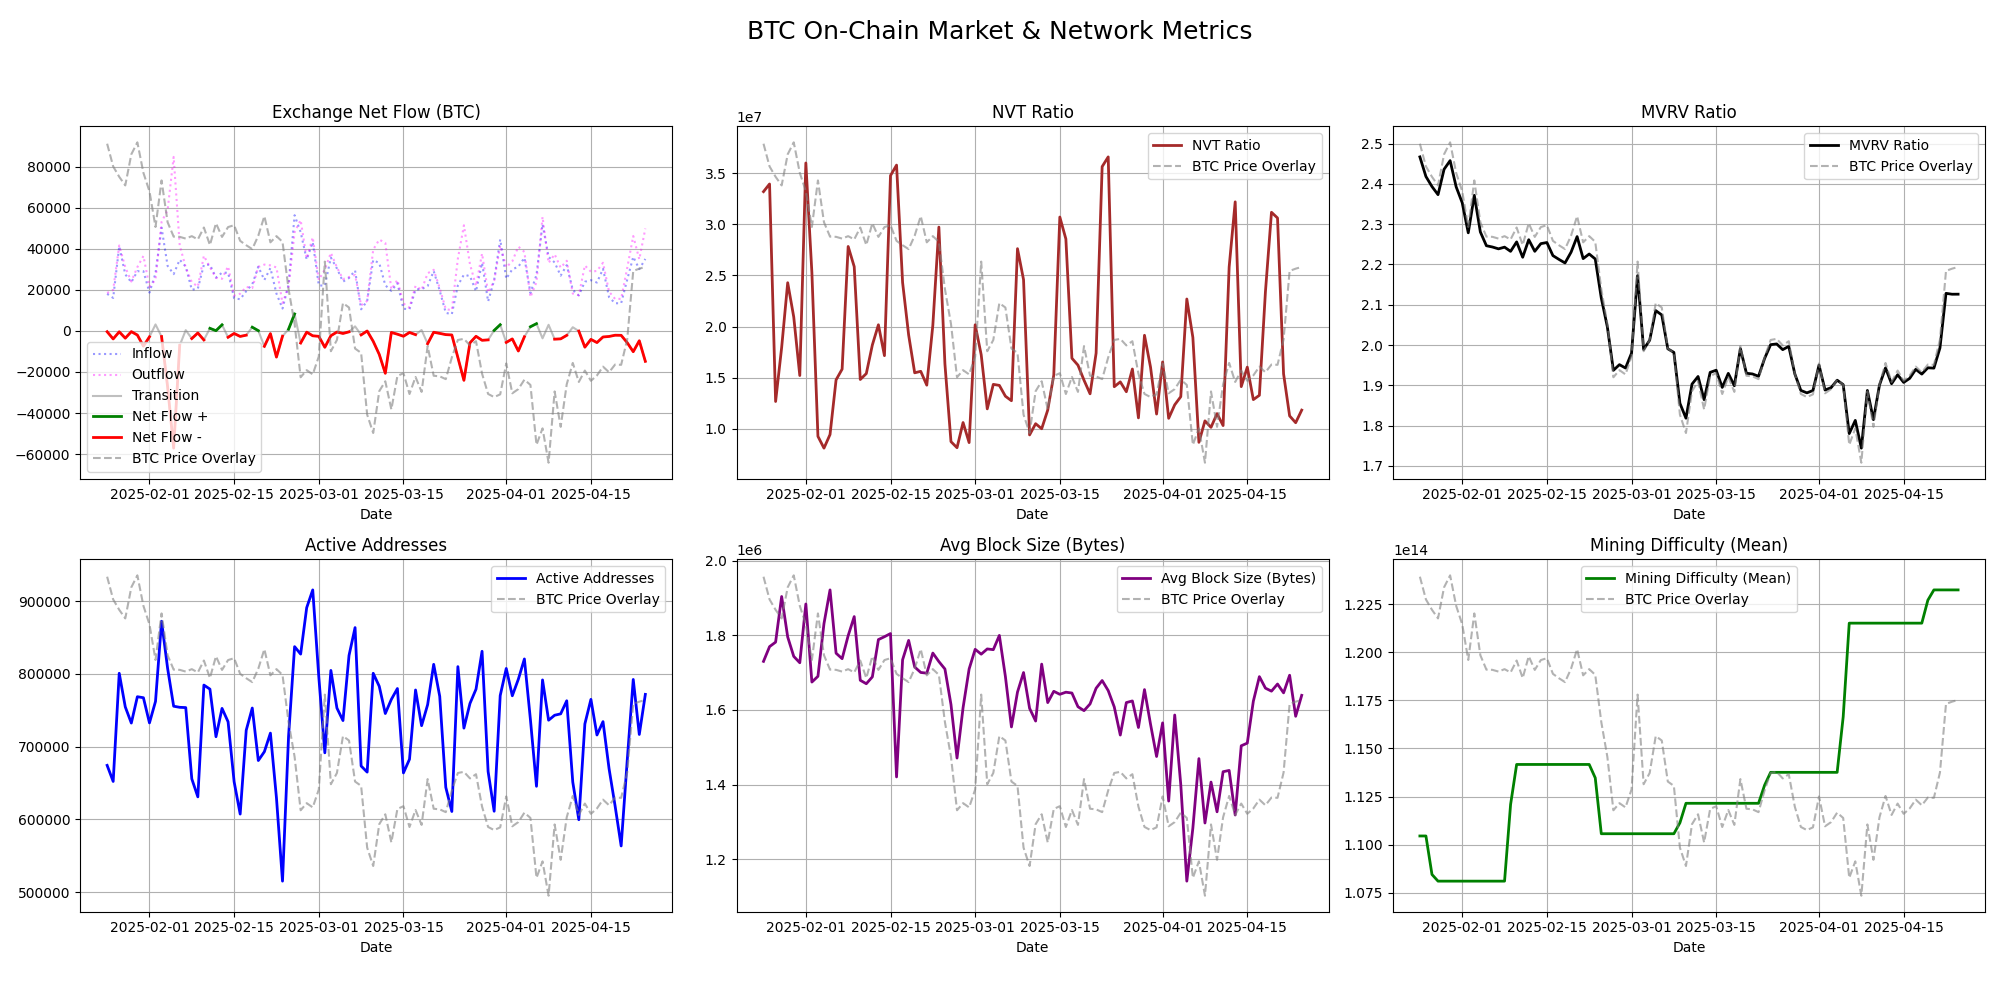 BTC On-Chain Market & Network Metrics
Exchange Net Flow (BTC)
80000
60000
40000
20000
0
−20000
−40000
−60000
Inflow
Outflow
Transition
Net Flow +
Net Flow -
BTC Price Overlay
2025-02-01 2025-02-15 2025-03-01 2025-03-15 2025-04-01 2025-04-15
Date
NVT Ratio
1e7
3.5
3.0
2.5
2.0
1.5
1.0
NVT Ratio
BTC Price Overlay
2025-02-01 2025-02-15 2025-03-01 2025-03-15 2025-04-01 2025-04-15
Date
MVRV Ratio
2.5
2.4
2.3
2.2
2.1
2.0
1.9
1.8
1.7
MVRV Ratio
BTC Price Overlay
2025-02-01 2025-02-15 2025-03-01 2025-03-15 2025-04-01 2025-04-15
Date
Active Addresses
900000
800000
700000
600000
500000
Active Addresses
BTC Price Overlay
2025-02-01 2025-02-15 2025-03-01 2025-03-15 2025-04-01 2025-04-15
Date
Avg Block Size (Bytes)
1e6
2.0
1.8
1.6
1.4
1.2
Avg Block Size (Bytes)
BTC Price Overlay
2025-02-01 2025-02-15 2025-03-01 2025-03-15 2025-04-01 2025-04-15
Date
Mining Difficulty (Mean)
1e14
1.225
1.200
1.175
1.150
1.125
1.100
1.075
Mining Difficulty (Mean)
BTC Price Overlay
2025-02-01 2025-02-15 2025-03-01 2025-03-15 2025-04-01 2025-04-15
Date